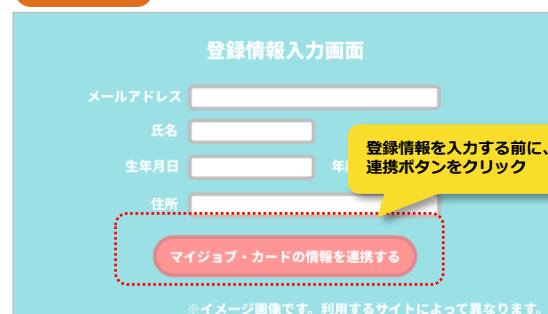 登録情報入力画面
メールアドレス
氏名
登録情報を入力する前に、
連携ボタンをクリック
生年月日
年
住所
マイジョブ・カードの情報を連携する
※イメージ画像です。利用するサイトによって異なります。